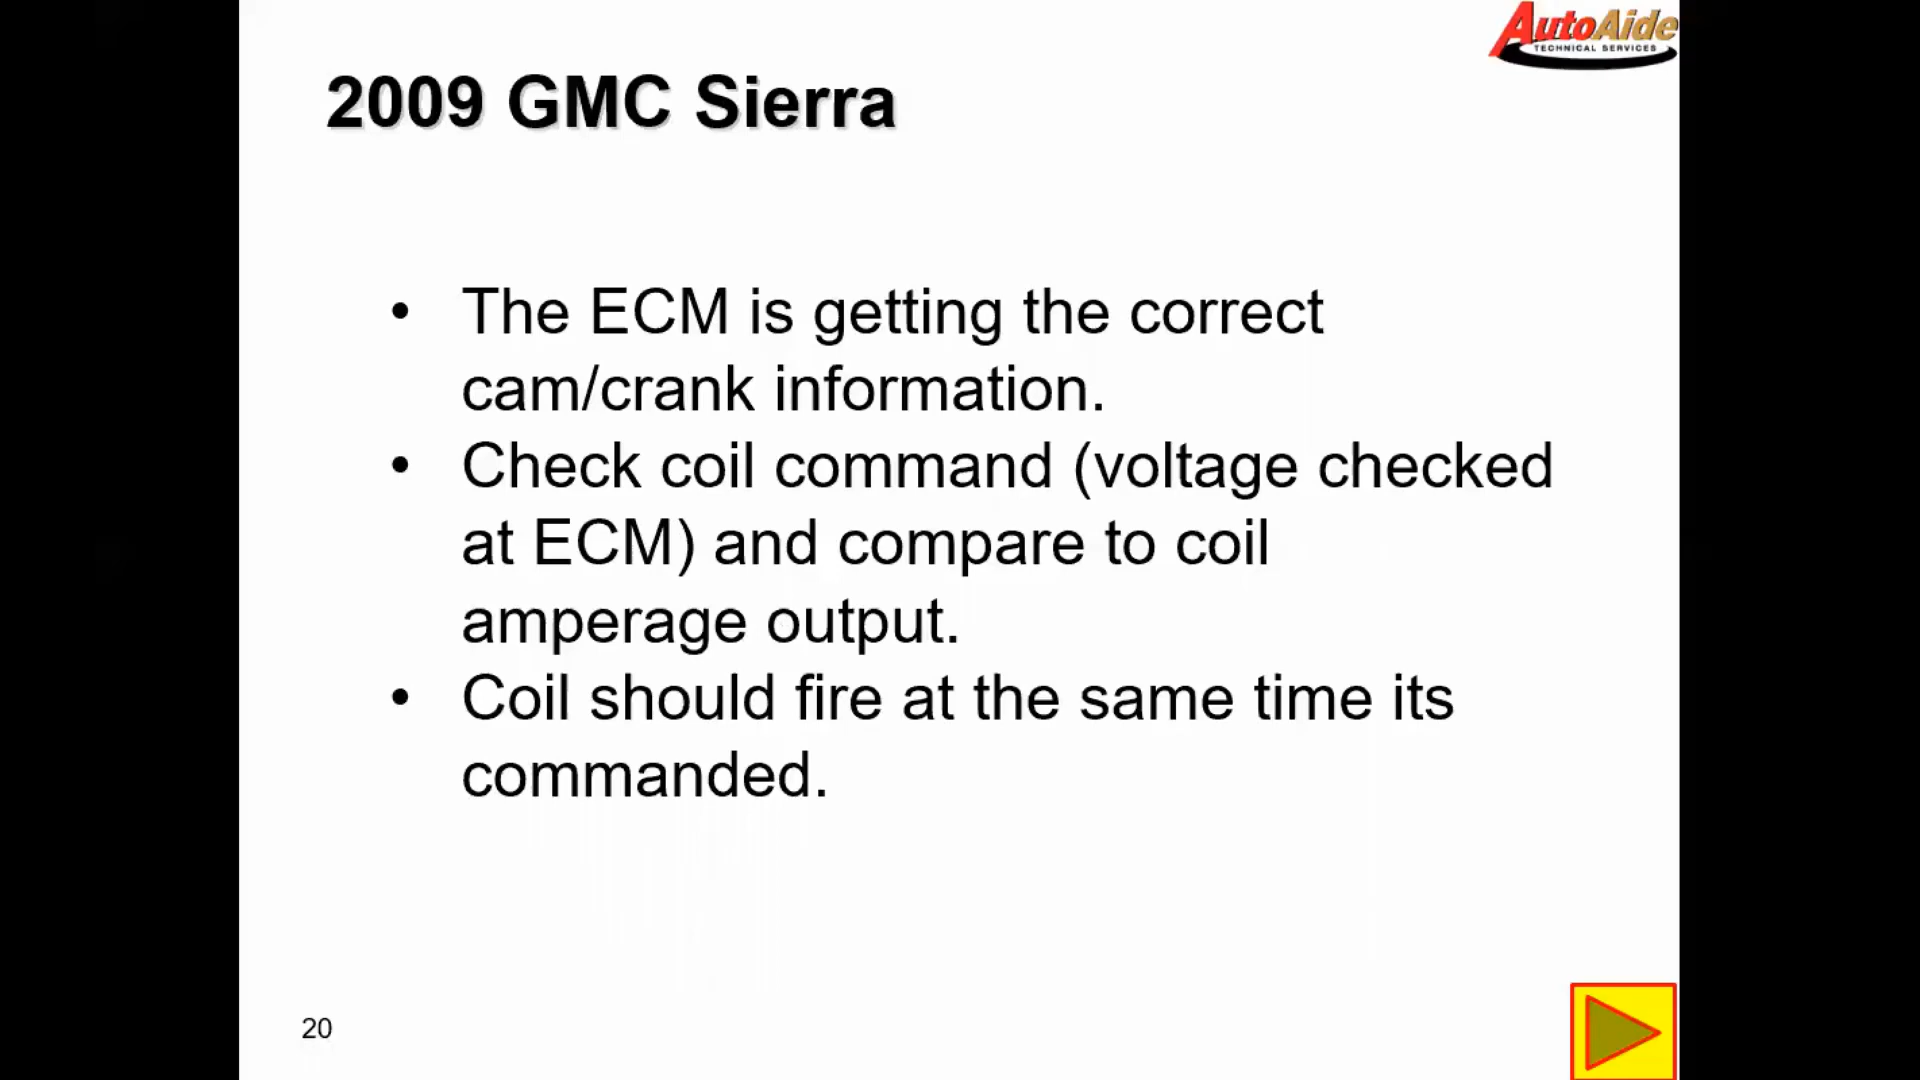 AutoAide
TECHNICAL SERVICES
2009 GMC Sierra
• The ECM is getting the correct
cam/crank information.
• Check coil command (voltage checked
at ECM) and compare to coil
amperage output.
• Coil should fire at the same time its
commanded.
20